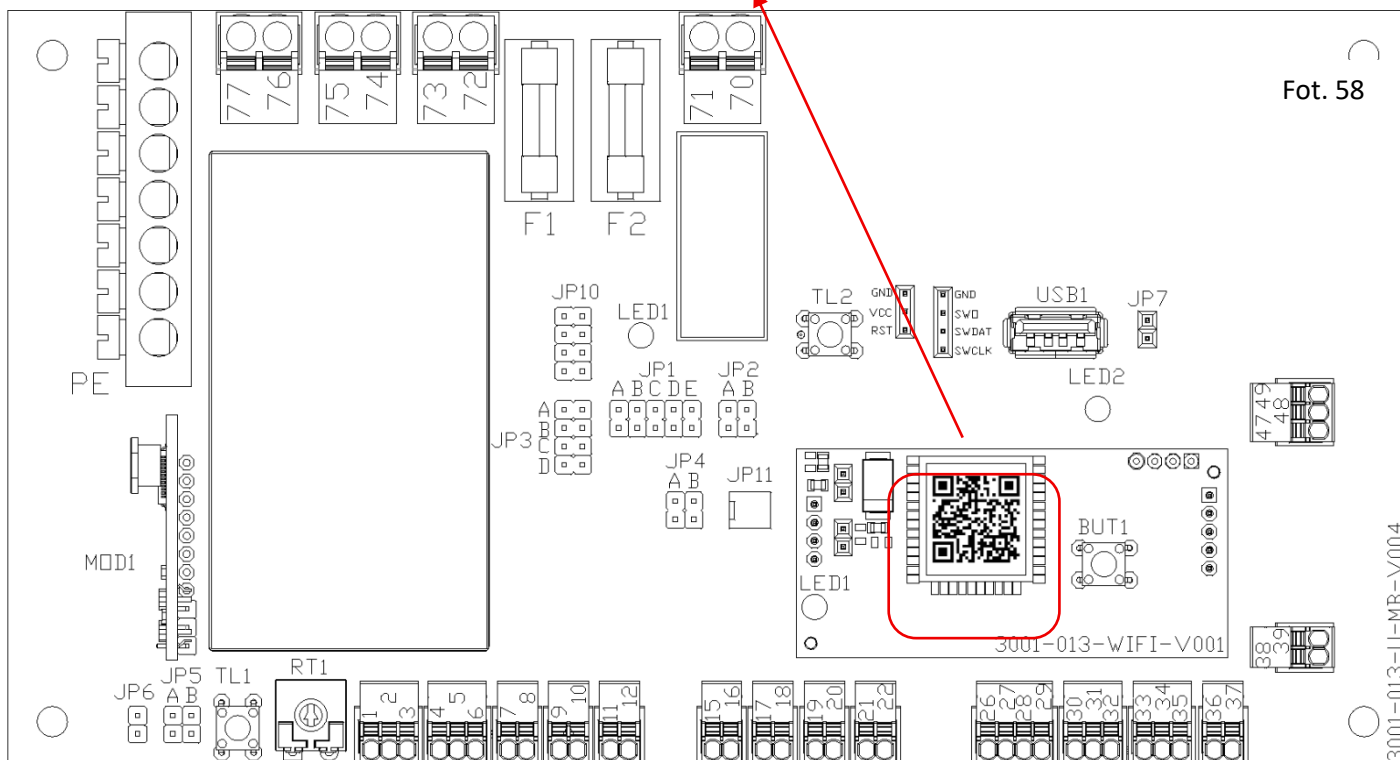 77 76 75 74 73 72 71 70
Fot. 58
F1 F2
PE
JP10
LED1
TL2
GND
VCC
RST
GND
SWO
SWDAT
SWCLK
USB1
JP7
LED2
JP1
A B C D E
JP2
A B
JP3
A
B
C
D
JP4
A B
JP11
47 48 49
MOD1
BUT1
LED1
3001-013-WIFI-V001
38 39
3001-013-UI-MB-V004
JP6
JP5
A B
TL1
RT1
1 2 3 4 5 6 7 8 9 10 11 12 15 16 17 18 19 20 21 22 26 27 28 29 30 31 32 33 34 35 36 37